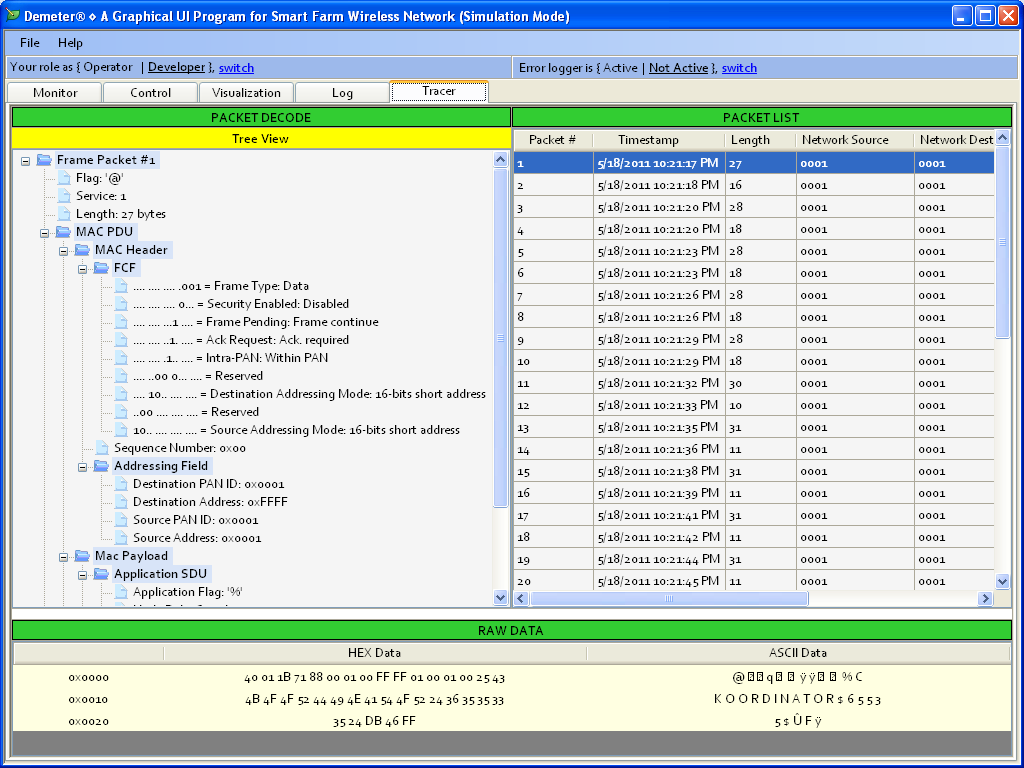 Demeter® ◊ A Graphical UI Program for Smart Farm Wireless Network (Simulation Mode)
File Help
Your role as { Operator | Developer }, switch
Error logger is { Active | Not Active }, switch
Monitor Control Visualization Log Tracer
PACKET DECODE
Tree View
Frame Packet #1
Flag: '@'
Service: 1
Length: 27 bytes
MAC PDU
MAC Header
FCF
.... .... .... .001 = Frame Type: Data
.... .... .... 0... = Security Enabled: Disabled
.... .... ...1 .... = Frame Pending: Frame continue
.... .... ..1. .... = Ack Request: Ack. required
.... .... .1.. .... = Intra-PAN: Within PAN
.... ..00 0... .... = Reserved
.... 10.. .... .... = Destination Addressing Mode: 16-bits short address
..00 .... .... .... = Reserved
10.. .... .... .... = Source Addressing Mode: 16-bits short address
Sequence Number: 0x00
Addressing Field
Destination PAN ID: 0x0001
Destination Address: 0xFFFF
Source PAN ID: 0x0001
Source Address: 0x0001
Mac Payload
Application SDU
Application Flag: '%'
PACKET LIST
Packet # Timestamp Length Network Source Network Dest
1 5/18/2011 10:21:17 PM 27 0001 0001
2 5/18/2011 10:21:18 PM 16 0001 0001
3 5/18/2011 10:21:20 PM 28 0001 0001
4 5/18/2011 10:21:20 PM 18 0001 0001
5 5/18/2011 10:21:23 PM 28 0001 0001
6 5/18/2011 10:21:23 PM 18 0001 0001
7 5/18/2011 10:21:26 PM 28 0001 0001
8 5/18/2011 10:21:26 PM 18 0001 0001
9 5/18/2011 10:21:29 PM 28 0001 0001
10 5/18/2011 10:21:29 PM 18 0001 0001
11 5/18/2011 10:21:32 PM 30 0001 0001
12 5/18/2011 10:21:33 PM 10 0001 0001
13 5/18/2011 10:21:35 PM 31 0001 0001
14 5/18/2011 10:21:36 PM 11 0001 0001
15 5/18/2011 10:21:38 PM 31 0001 0001
16 5/18/2011 10:21:39 PM 11 0001 0001
17 5/18/2011 10:21:41 PM 31 0001 0001
18 5/18/2011 10:21:42 PM 11 0001 0001
19 5/18/2011 10:21:44 PM 31 0001 0001
20 5/18/2011 10:21:45 PM 11 0001 0001
RAW DATA
HEX Data ASCII Data
0x0000 40 01 1B 71 88 00 01 00 FF FF 01 00 01 00 25 43 @ q ÿ ÿ % C
0x0010 4B 4F 4F 52 44 49 4E 41 54 4F 52 24 36 35 35 33 K O O R D I N A T O R $ 6 5 5 3
0x0020 35 24 DB 46 FF 5 $ Û F ÿ